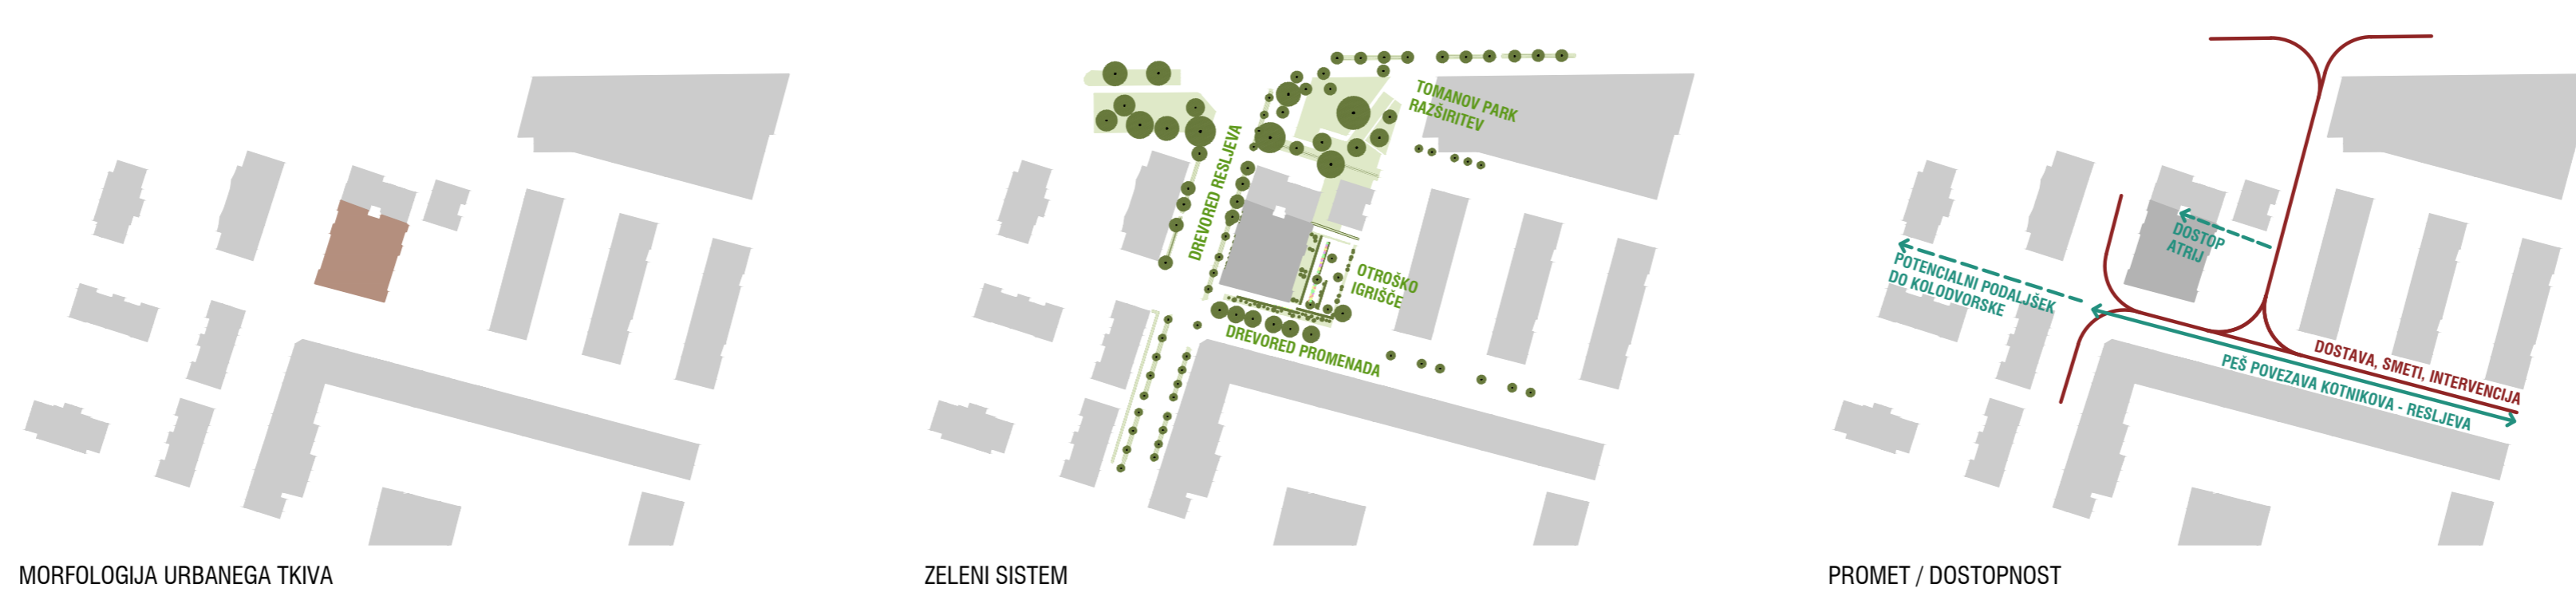 MORFOLOGIJA URBANEGA TKIVA
TOMANOV PARK
RAZŠIRITEV
DREVORED RESLJEVA
OTROŠKO
IGRIŠČE
DREVORED PROMENADA
ZELENI SISTEM
DOSTOP
ATRIJ
POTENCIALNI PODALJŠEK
DO KOLODVORSKE
DOSTAVA, SMETI, INTERVENCIJA
PEŠ POVEZAVA KOTNIKOVA - RESLJEVA
PROMET / DOSTOPNOST